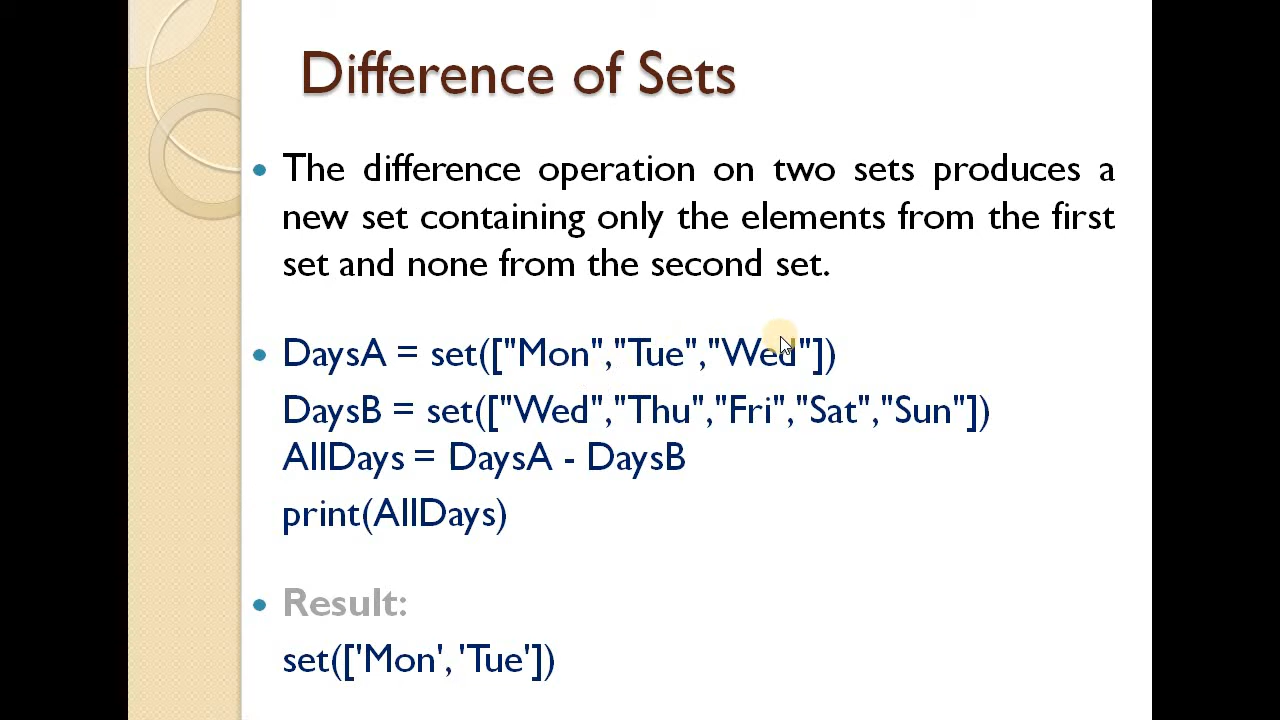 Difference of Sets
The difference operation on two sets produces a
new set containing only the elements from the first
set and none from the second set.
DaysA = set(["Mon","Tue","Wed"])
DaysB = set(["Wed","Thu","Fri","Sat","Sun"])
AllDays = DaysA - DaysB
print(AllDays)
Result:
set(['Mon', 'Tue'])